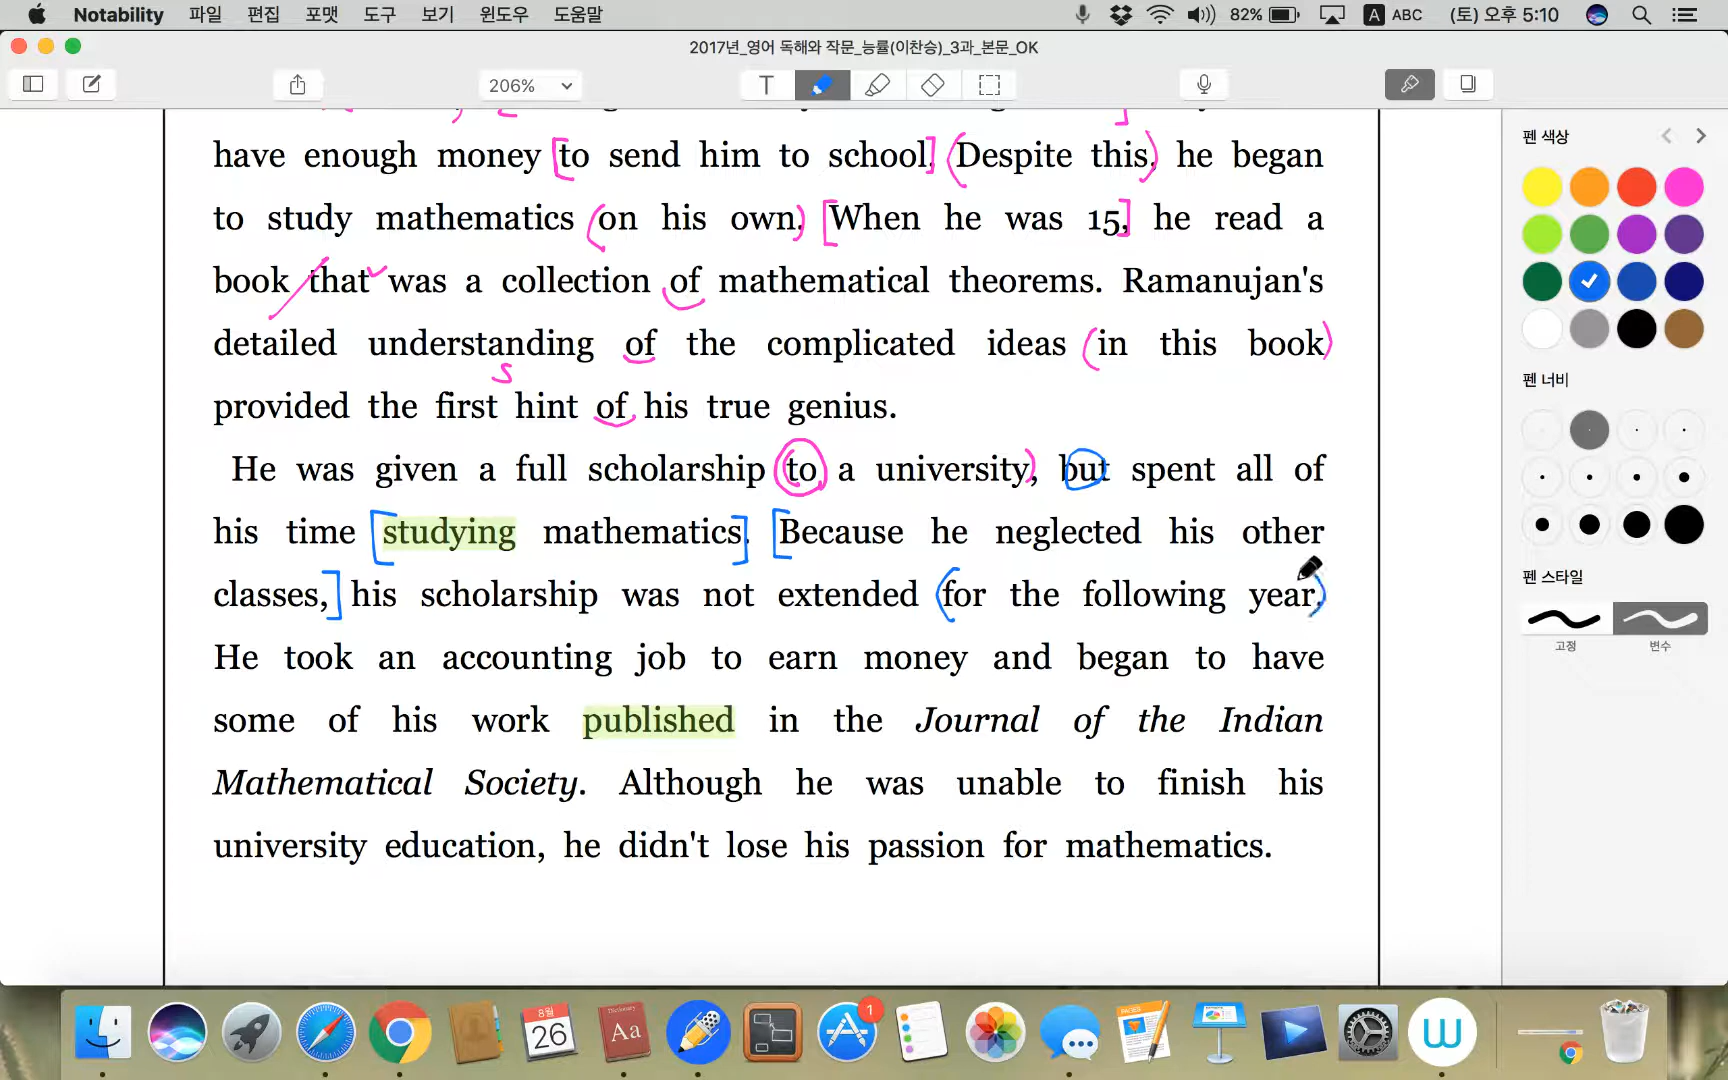 Notability 파일 편집 포맷 도구 보기 윈도우 도움말 82% A ABC (토) 오후 5:10
2017년_영어 독해와 작문_능률(이찬승)_3과_본문_OK
206% T
have enough money [to send him to school.] (Despite this,) he began
to study mathematics (on his own.) [When he was 15,] he read a
book / that was a collection of mathematical theorems. Ramanujan's
detailed understanding of the complicated ideas (in this book)
s
provided the first hint of his true genius.
He was given a full scholarship (to a university), but spent all of
his time [studying mathematics]. [Because he neglected his other
classes,] his scholarship was not extended (for the following year.)
He took an accounting job to earn money and began to have
some of his work published in the Journal of the Indian
Mathematical Society. Although he was unable to finish his
university education, he didn't lose his passion for mathematics.
펜 색상
펜 너비
펜 스타일
고정 변수
8월
26
Dictionary
Aa
1
PAGES
W